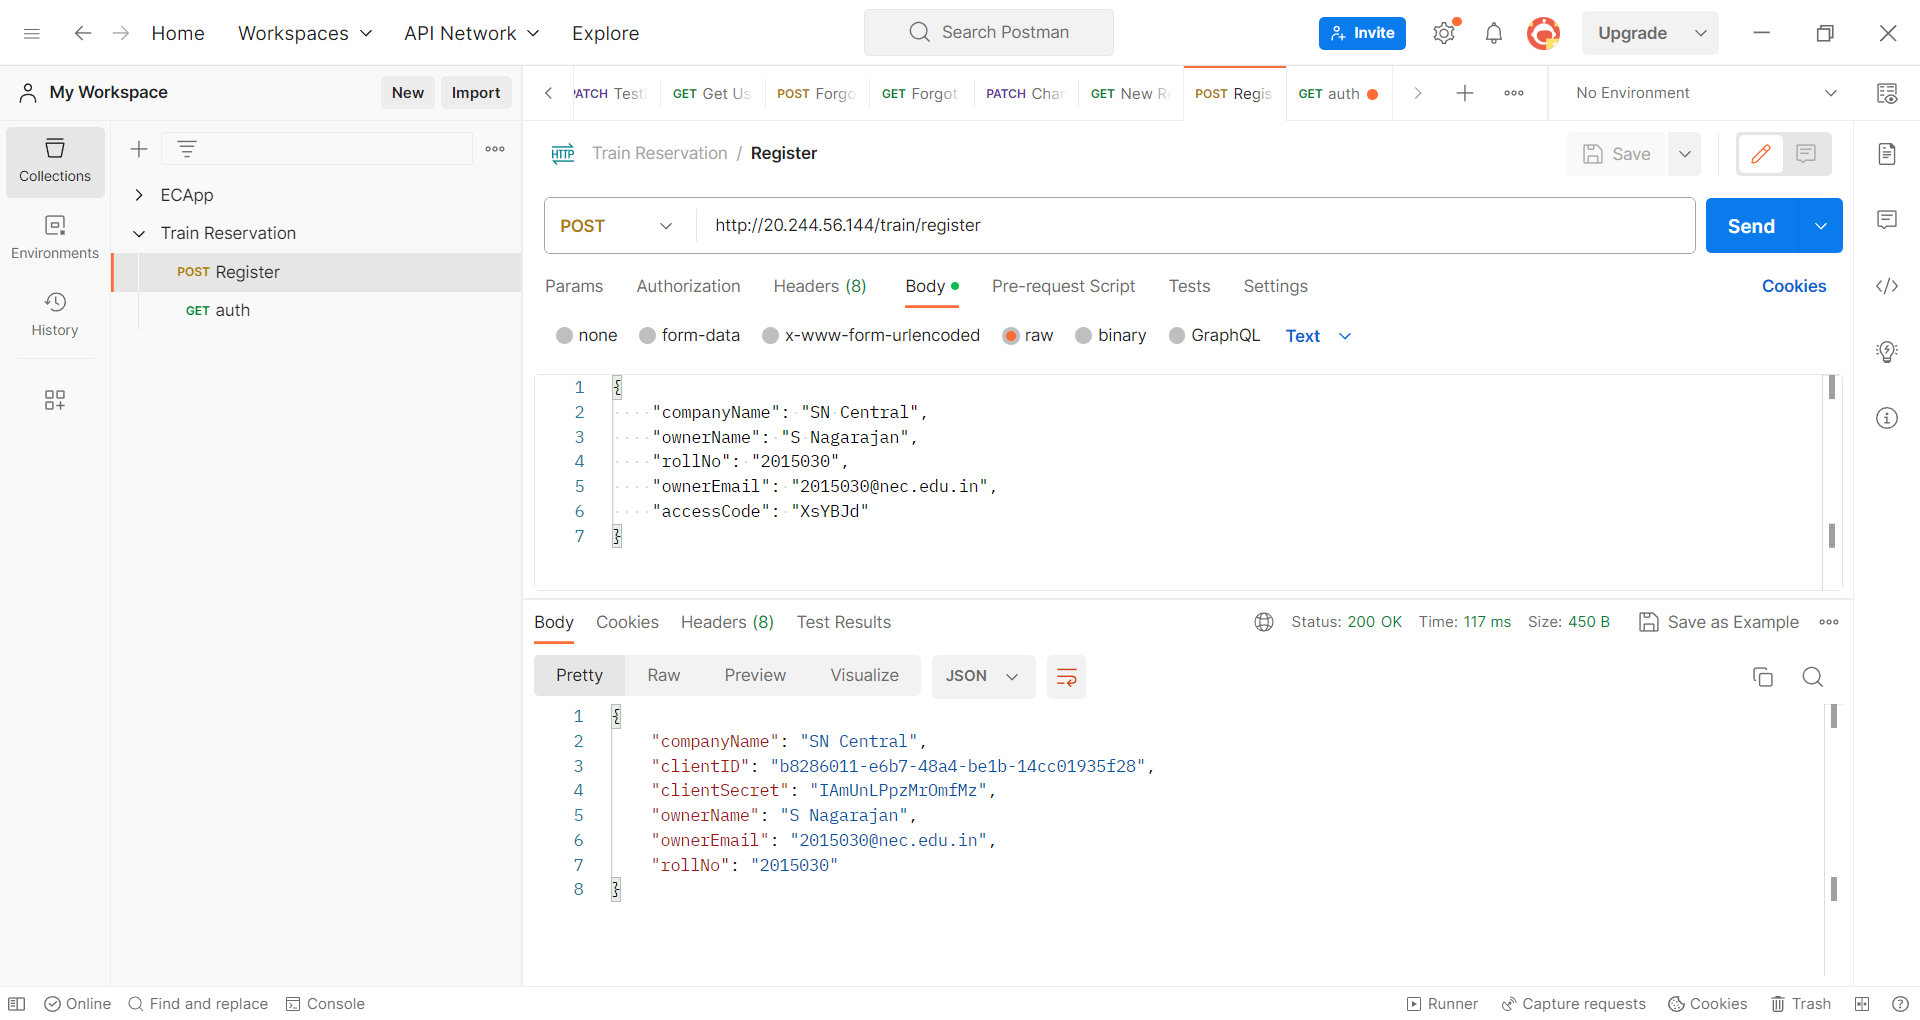 Home Workspaces API Network Explore Search Postman Invite Upgrade
My Workspace New Import
PATCH Testi GET Get Us POST Forgo GET Forgot PATCH Char GET New Re POST Regis GET auth No Environment
Collections
Environments
History
ECApp
Train Reservation
POST Register
GET auth
HTTP Train Reservation / Register Save
POST http://20.244.56.144/train/register Send
Params Authorization Headers (8) Body Pre-request Script Tests Settings Cookies
none form-data x-www-form-urlencoded raw binary GraphQL Text
1 {
2 "companyName": "SN Central",
3 "ownerName": "S Nagarajan",
4 "rollNo": "2015030",
5 "ownerEmail": "2015030@nec.edu.in",
6 "accessCode": "XsYBJd"
7 }
Body Cookies Headers (8) Test Results Status: 200 OK Time: 117 ms Size: 450 B Save as Example
Pretty Raw Preview Visualize JSON
1 {
2 "companyName": "SN Central",
3 "clientID": "b8286011-e6b7-48a4-be1b-14cc01935f28",
4 "clientSecret": "IAmUnLPpzMrOmfMz",
5 "ownerName": "S Nagarajan",
6 "ownerEmail": "2015030@nec.edu.in",
7 "rollNo": "2015030"
8 }
Online Find and replace Console Runner Capture requests Cookies Trash